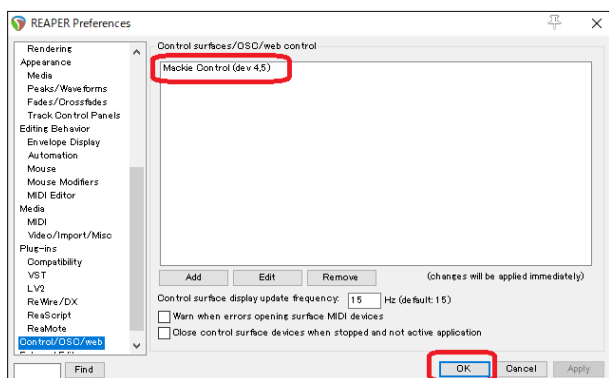 REAPER Preferences
Rendering
Appearance
Media
Peaks/Waveforms
Fades/Crossfades
Track Control Panels
Editing Behavior
Envelope Display
Automation
Mouse
Mouse Modifiers
MIDI Editor
Media
MIDI
Video/Import/Misc
Plug-ins
Compatibility
VST
LV2
ReWire/DX
ReaScript
ReaMote
Control/OSC/web
Find
Control surfaces/OSC/web control
Mackie Control (dev 4,5)
Add Edit Remove (changes will be applied immediately)
Control surface display update frequency: 15 Hz (default: 15)
Warn when errors opening surface MIDI devices
Close control surface devices when stopped and not active application
OK Cancel Apply